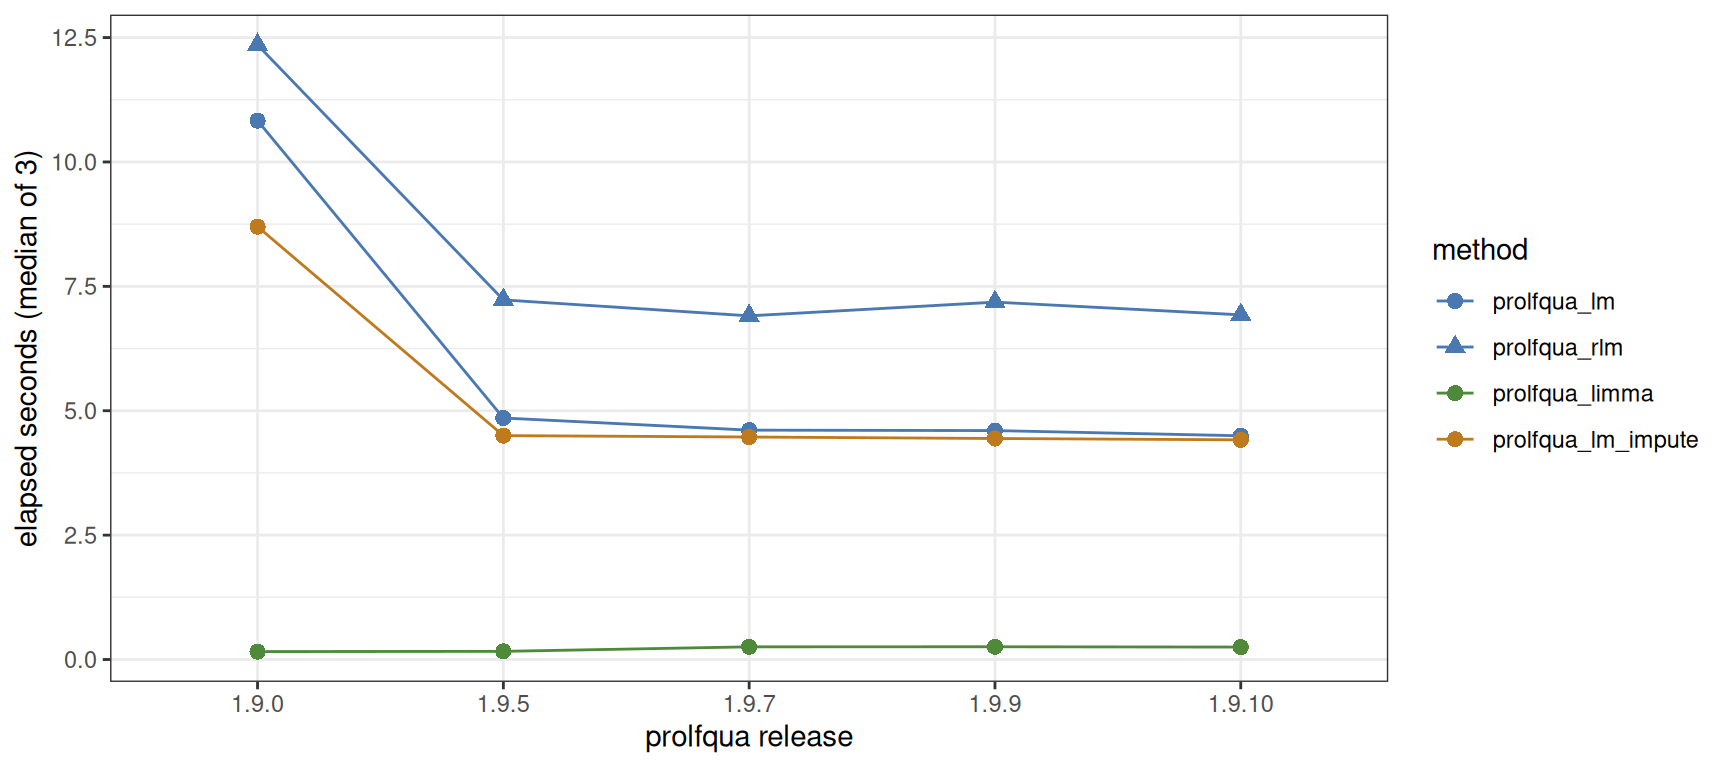 12.5
10.0
7.5
5.0
2.5
0.0
elapsed seconds (median of 3)
1.9.0
1.9.5
1.9.7
1.9.9
1.9.10
prolfqua release
method
prolfqua_lm
prolfqua_rlm
prolfqua_limma
prolfqua_lm_impute